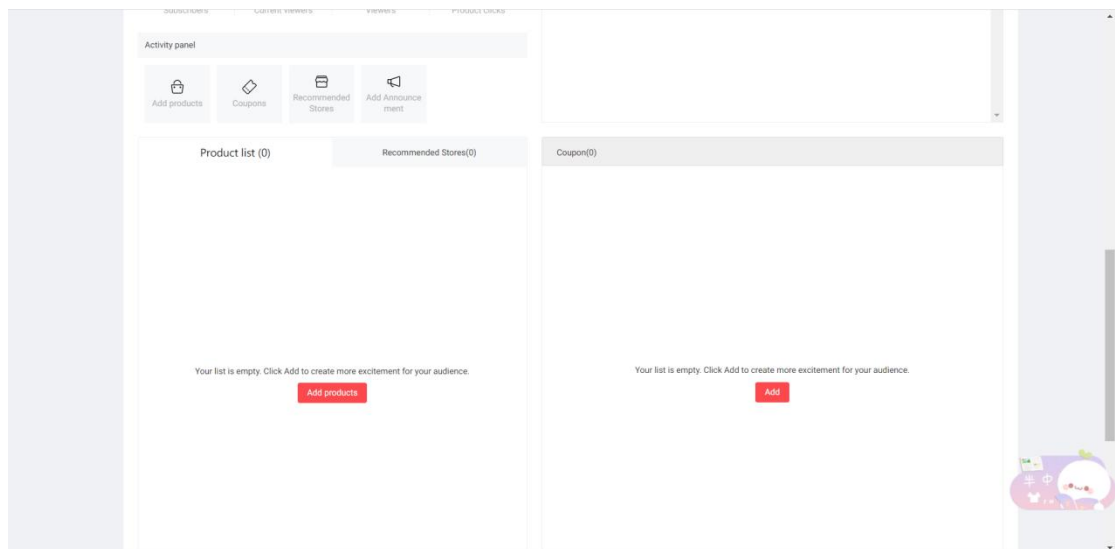 Subscribers Current Viewers Viewers Product Clicks
Activity panel
Add products
Coupons
Recommended
Stores
Add Announce
ment
Product list (0)
Recommended Stores(0)
Coupon(0)
Your list is empty. Click Add to create more excitement for your audience.
Add products
Your list is empty. Click Add to create more excitement for your audience.
Add
半 中